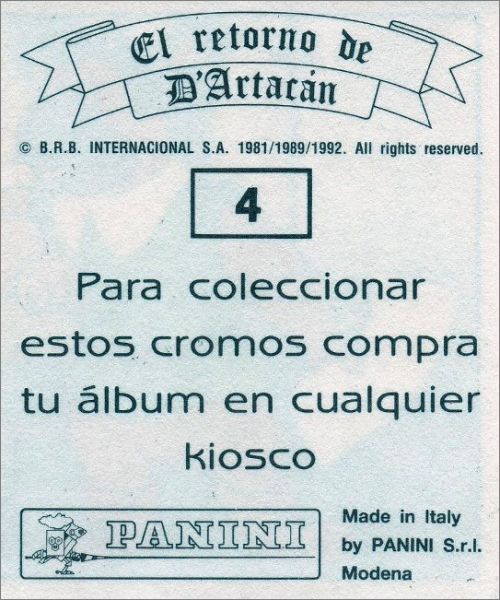 El retorno de
D'Artacán
© B.R.B. INTERNACIONAL S.A. 1981/1989/1992. All rights reserved.
4
Para coleccionar
estos cromos compra
tu álbum en cualquier
kiosco
PANINI
Made in Italy
by PANINI S.r.l.
Modena